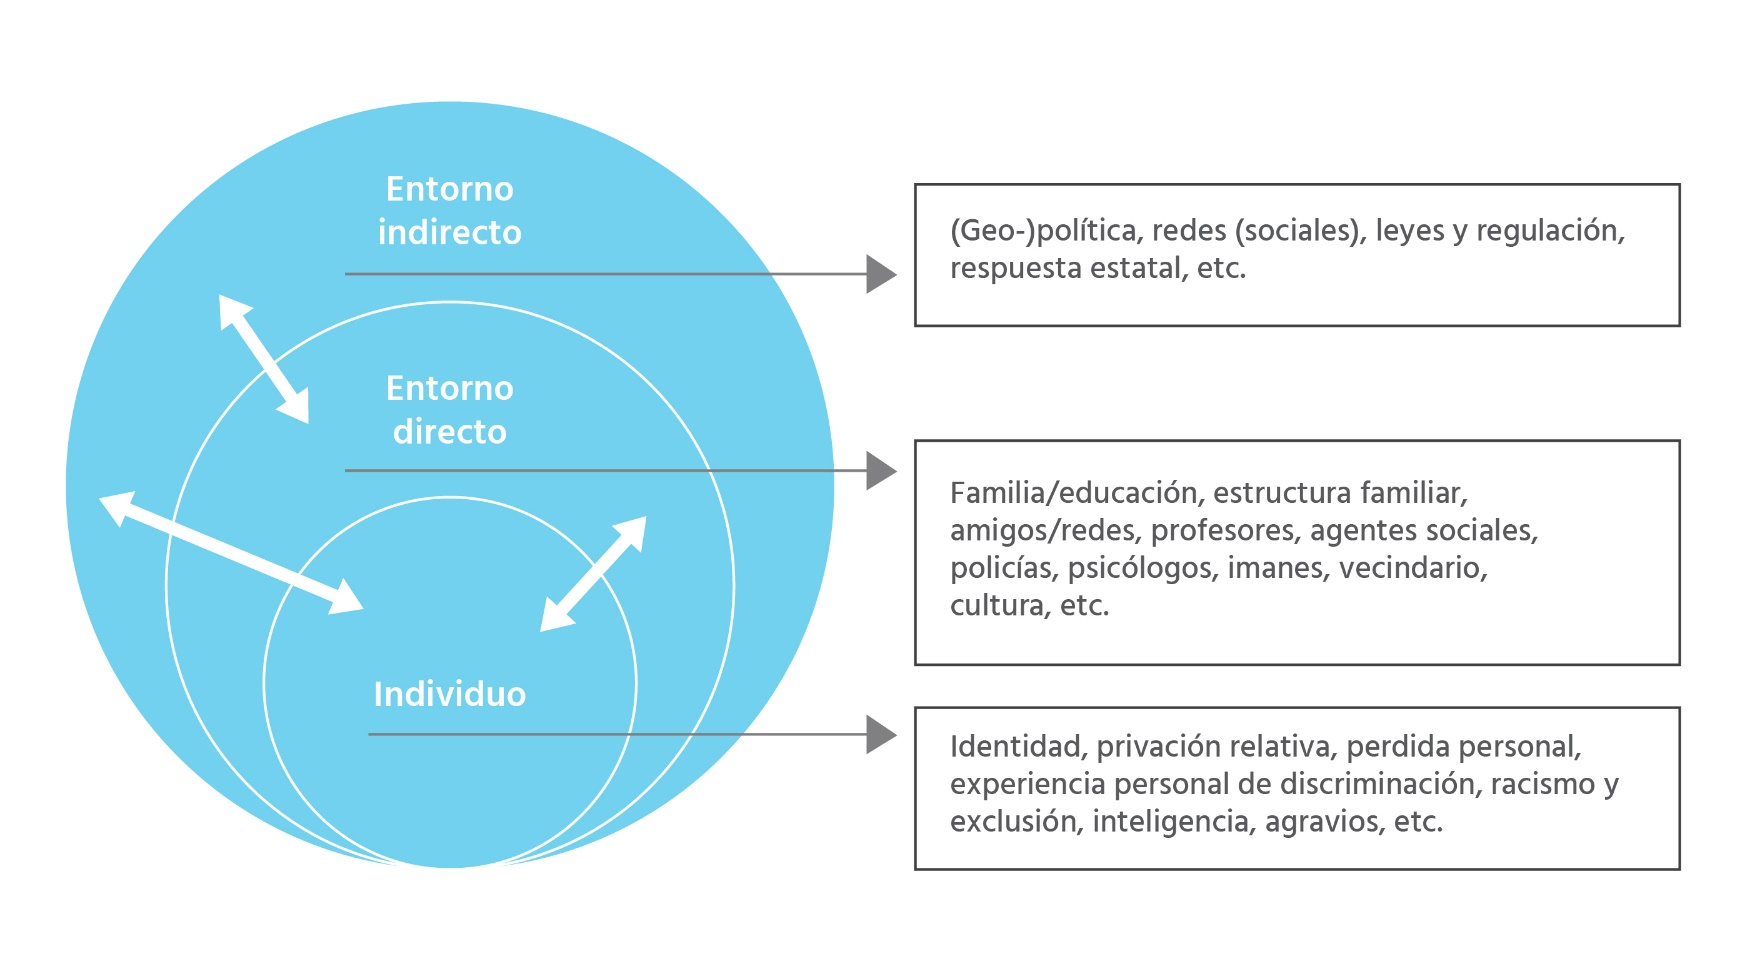 Entorno
indirecto
(Geo-)política, redes (sociales), leyes y regulación,
respuesta estatal, etc.
Entorno
directo
Familia/educación, estructura familiar,
amigos/redes, profesores, agentes sociales,
policías, psicólogos, imanes, vecindario,
cultura, etc.
Individuo
Identidad, privación relativa, perdida personal,
experiencia personal de discriminación, racismo y
exclusión, inteligencia, agravios, etc.